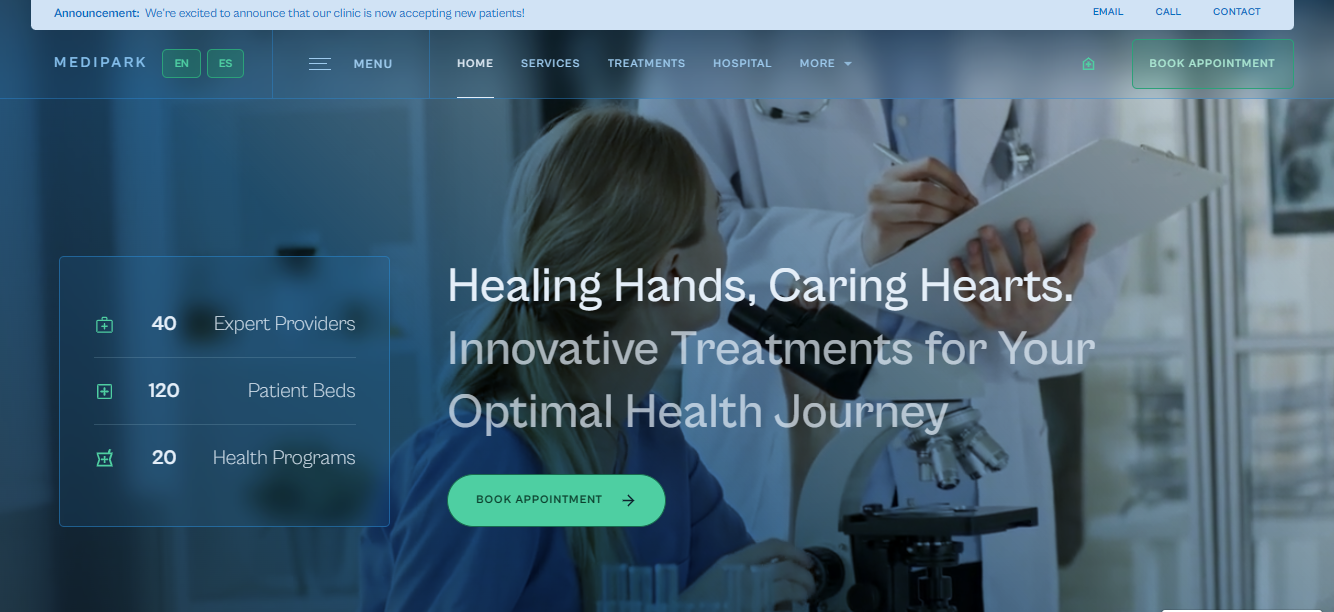 Announcement: We're excited to announce that our clinic is now accepting new patients!
EMAIL CALL CONTACT
MEDIPARK EN ES MENU HOME SERVICES TREATMENTS HOSPITAL MORE BOOK APPOINTMENT
40 Expert Providers
120 Patient Beds
20 Health Programs
Healing Hands, Caring Hearts.
Innovative Treatments for Your
Optimal Health Journey
BOOK APPOINTMENT